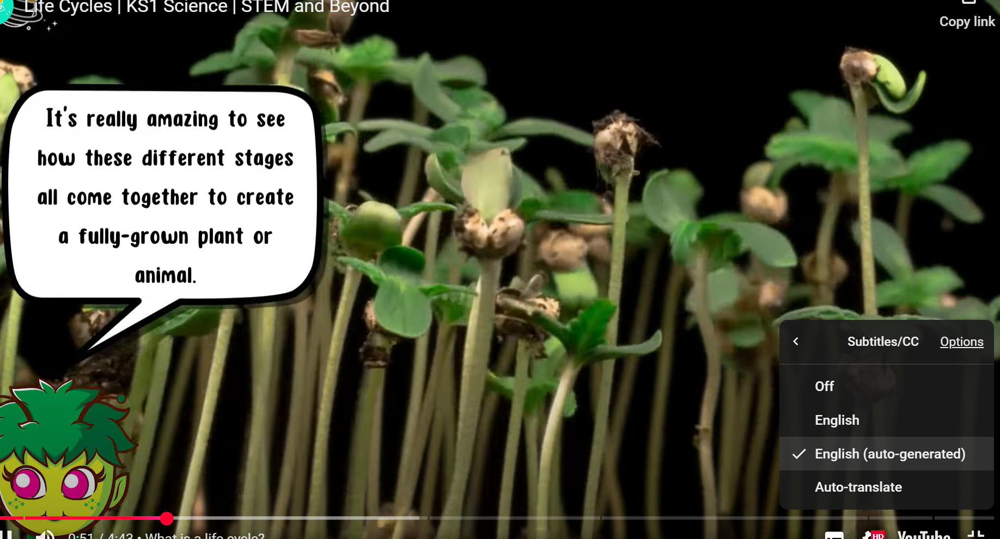 Life Cycles | KS1 Science | STEM and Beyond
Copy link
It's really amazing to see
how these different stages
all come together to create
a fully-grown plant or
animal.
Subtitles/CC Options
Off
English
English (auto-generated)
Auto-translate
0:51 / 4:43 • What is a life cycle?
HD
YouTube